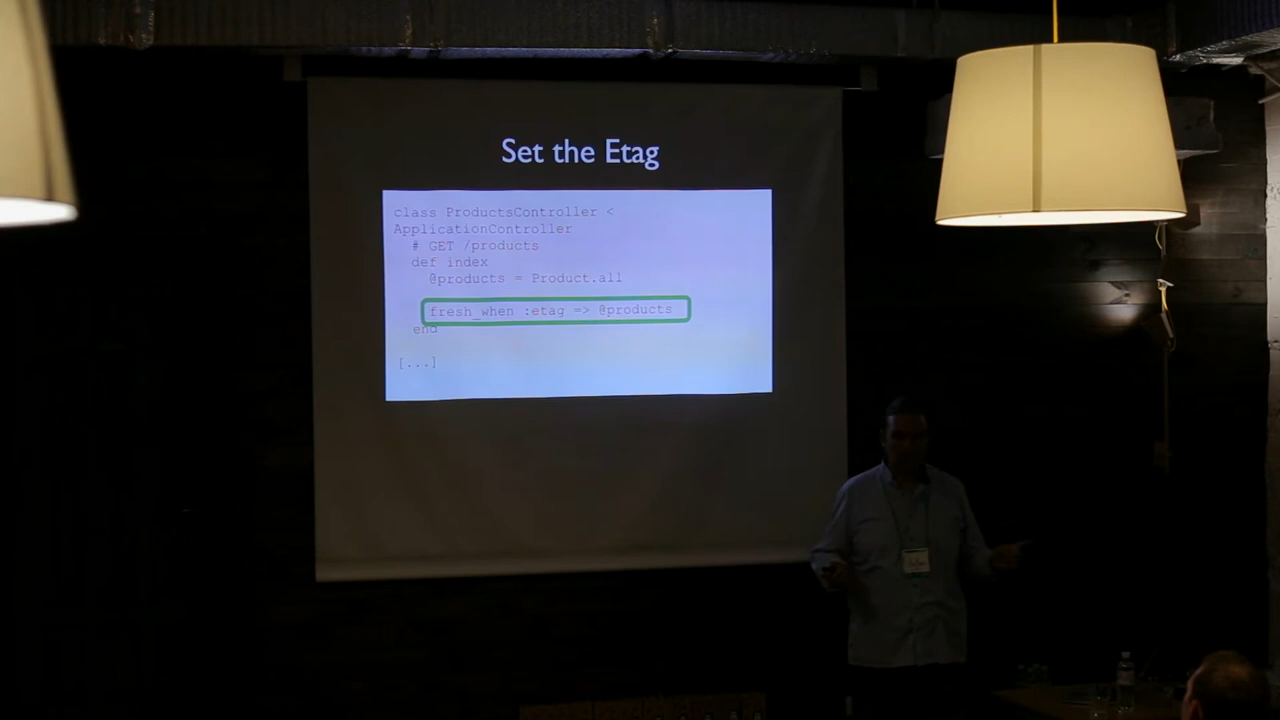 Set the Etag
class ProductsController <
ApplicationController
# GET /products
def index
@products = Product.all
fresh_when :etag => @products
end
[...]